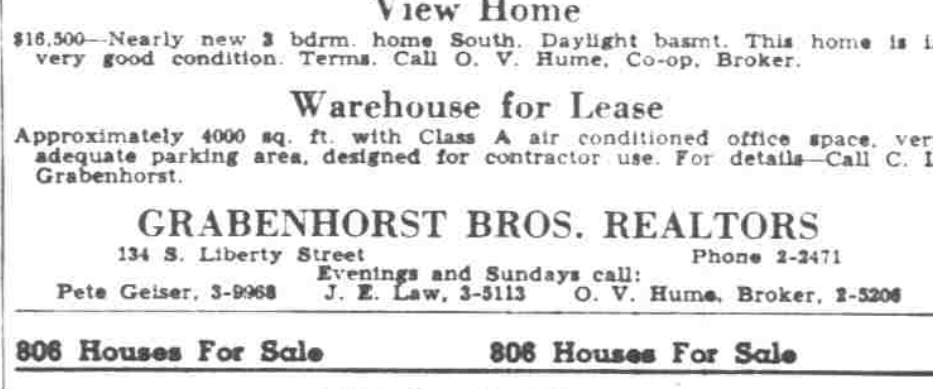 View Home
$16,500—Nearly new 3 bdrm. home South. Daylight basmt. This home is
very good condition. Terms. Call O. V. Hume, Co-op, Broker.
Warehouse for Lease
Approximately 4000 sq. ft. with Class A air conditioned office space, ver
adequate parking area, designed for contractor use. For details—Call C.
Grabenhorst.
GRABENHORST BROS. REALTORS
134 S. Liberty Street Phone 2-2471
Evenings and Sundays call:
Pete Geiser, 3-9968 J. E. Law, 3-5113 O. V. Hume, Broker, 2-5206
806 Houses For Sale 806 Houses For Sale